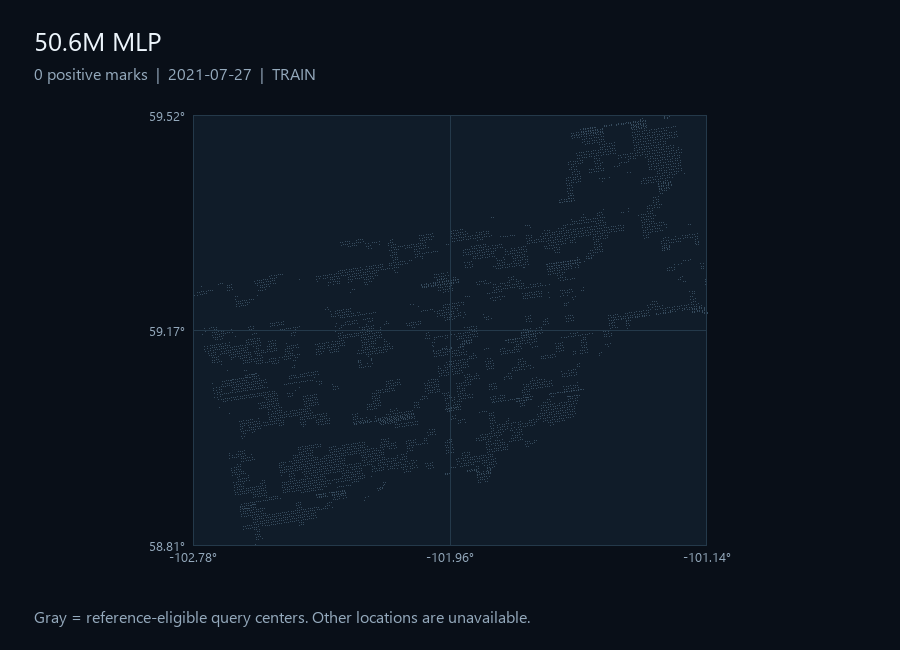 50.6M MLP
0 positive marks | 2021-07-27 | TRAIN
59.52°
59.17°
58.81°
-102.78°
-101.96°
-101.14°
Gray = reference-eligible query centers. Other locations are unavailable.